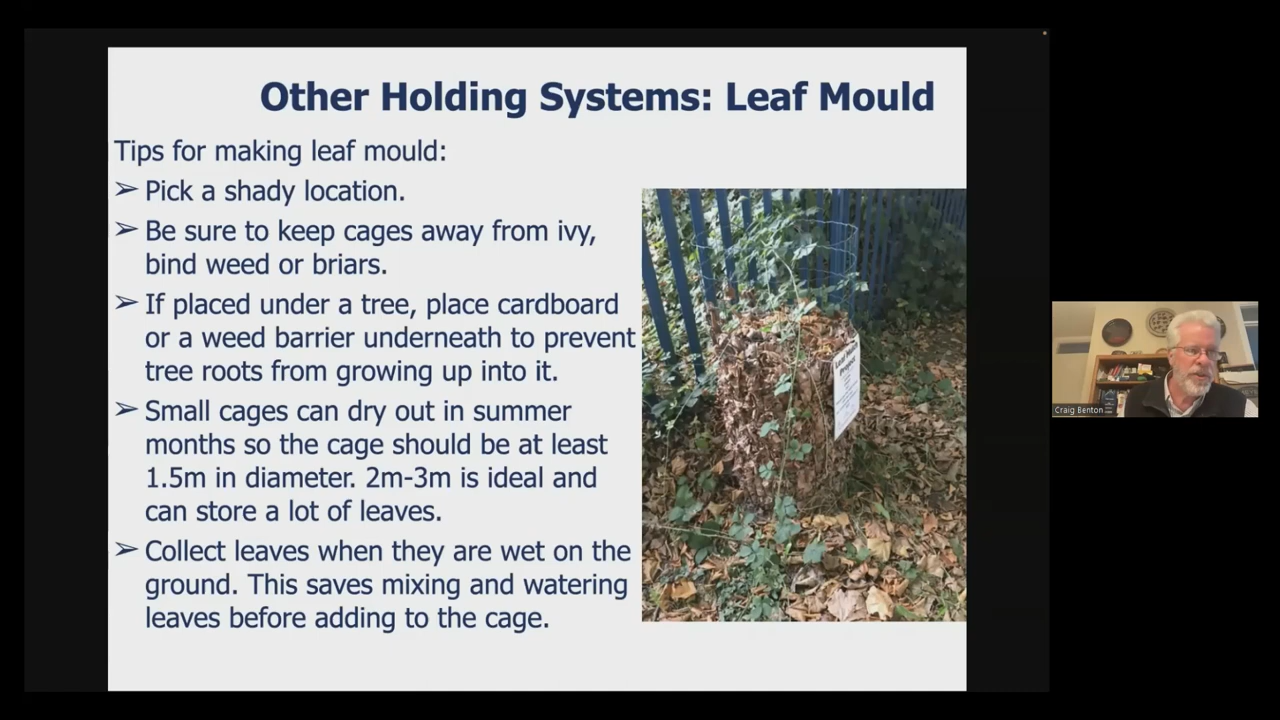 Other Holding Systems: Leaf Mould
Tips for making leaf mould:
➢ Pick a shady location.
➢ Be sure to keep cages away from ivy,
bind weed or briars.
➢ If placed under a tree, place cardboard
or a weed barrier underneath to prevent
tree roots from growing up into it.
➢ Small cages can dry out in summer
months so the cage should be at least
1.5m in diameter. 2m-3m is ideal and
can store a lot of leaves.
➢ Collect leaves when they are wet on the
ground. This saves mixing and watering
leaves before adding to the cage.
Craig Benton